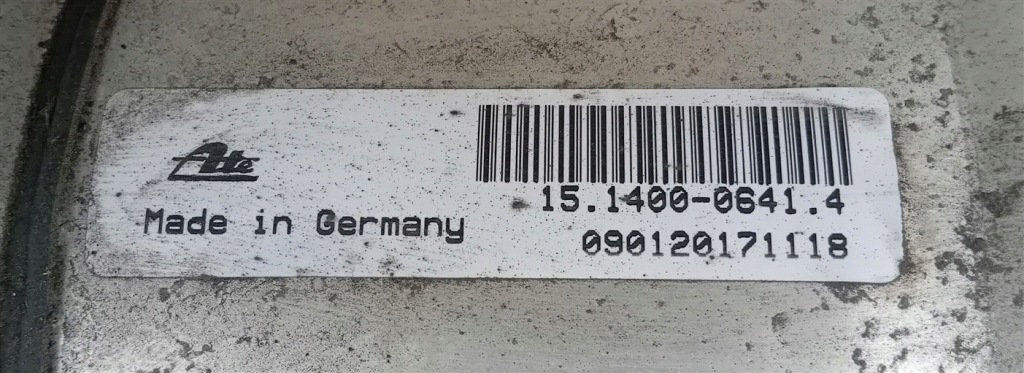 Ate
Made in Germany
15.1400-0641.4
090120171118